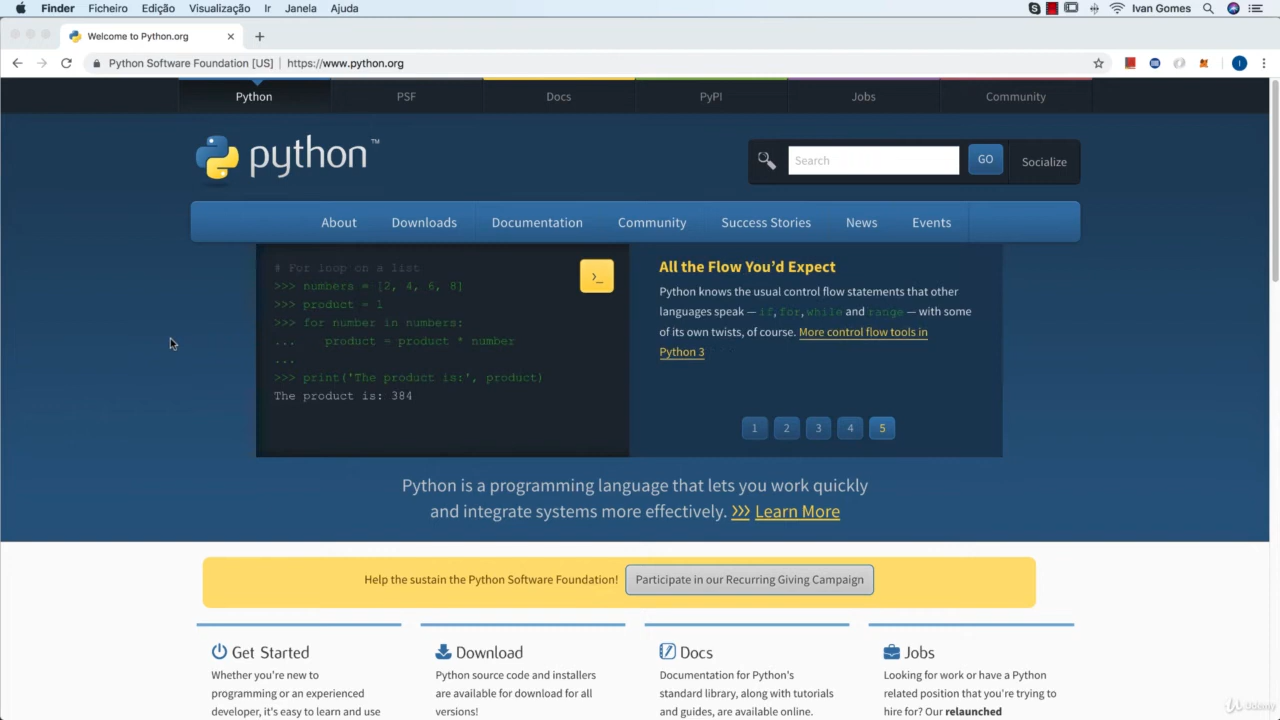 Finder Ficheiro Edição Visualização Ir Janela Ajuda Ivan Gomes
Welcome to Python.org
Python Software Foundation [US] https://www.python.org
Python PSF Docs PyPI Jobs Community
python™
Search GO Socialize
About Downloads Documentation Community Success Stories News Events
# For loop on a list
>>> numbers = [2, 4, 6, 8]
>>> product = 1
>>> for number in numbers:
... product = product * number
...
>>> print('The product is:', product)
The product is: 384
>_
All the Flow You’d Expect
Python knows the usual control flow statements that other
languages speak — if, for, while and range — with some
of its own twists, of course. More control flow tools in
Python 3
1 2 3 4 5
Python is a programming language that lets you work quickly
and integrate systems more effectively. >>> Learn More
Help the sustain the Python Software Foundation! Participate in our Recurring Giving Campaign
Get Started
Whether you're new to
programming or an experienced
developer, it's easy to learn and use
Download
Python source code and installers
are available for download for all
versions!
Docs
Documentation for Python's
standard library, along with tutorials
and guides, are available online.
Jobs
Looking for work or have a Python
related position that you're trying to
hire for? Our relaunched
Udemy